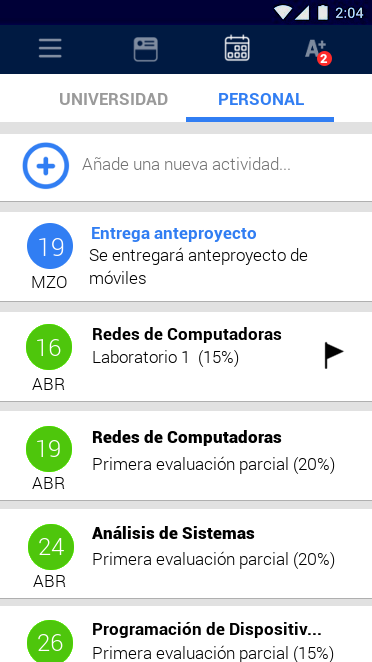 2:04
A+
2
UNIVERSIDAD PERSONAL
Añade una nueva actividad...
19
MZO
Entrega anteproyecto
Se entregará anteproyecto de
móviles
16
ABR
Redes de Computadoras
Laboratorio 1 (15%)
19
ABR
Redes de Computadoras
Primera evaluación parcial (20%)
24
ABR
Análisis de Sistemas
Primera evaluación parcial (20%)
26
Programación de Dispositiv...
Primera evaluación parcial (15%)